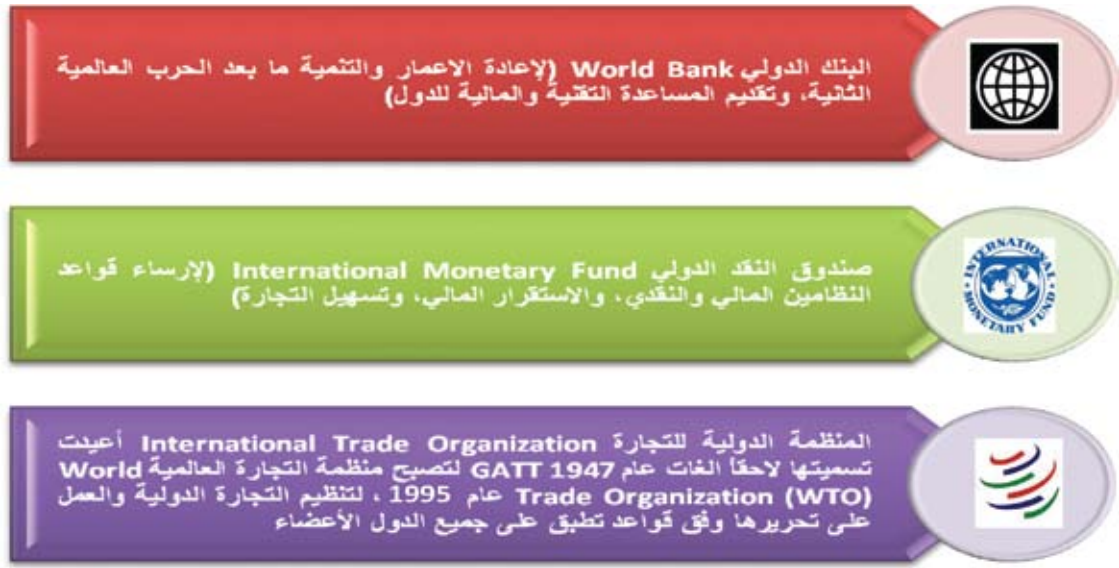 البنك الدولي World Bank (لإعادة الاعمار والتنمية ما بعد الحرب العالمية
الثانية، وتقديم المساعدة التقنية والمالية للدول)
صندوق النقد الدولي International Monetary Fund (لإرساء قواعد
النظامين المالي والنقدي، والاستقرار المالي، وتسهيل التجارة)
INTERNATIONAL MONETARY FUND
المنظمة الدولية للتجارة International Trade Organization أعيدت
تسميتها لاحقاً الغات عام GATT 1947 لتصبح منظمة التجارة العالمية World
Trade Organization (WTO) عام 1995 ، لتنظيم التجارة الدولية والعمل
على تحريرها وفق قواعد تطبق على جميع الدول الأعضاء